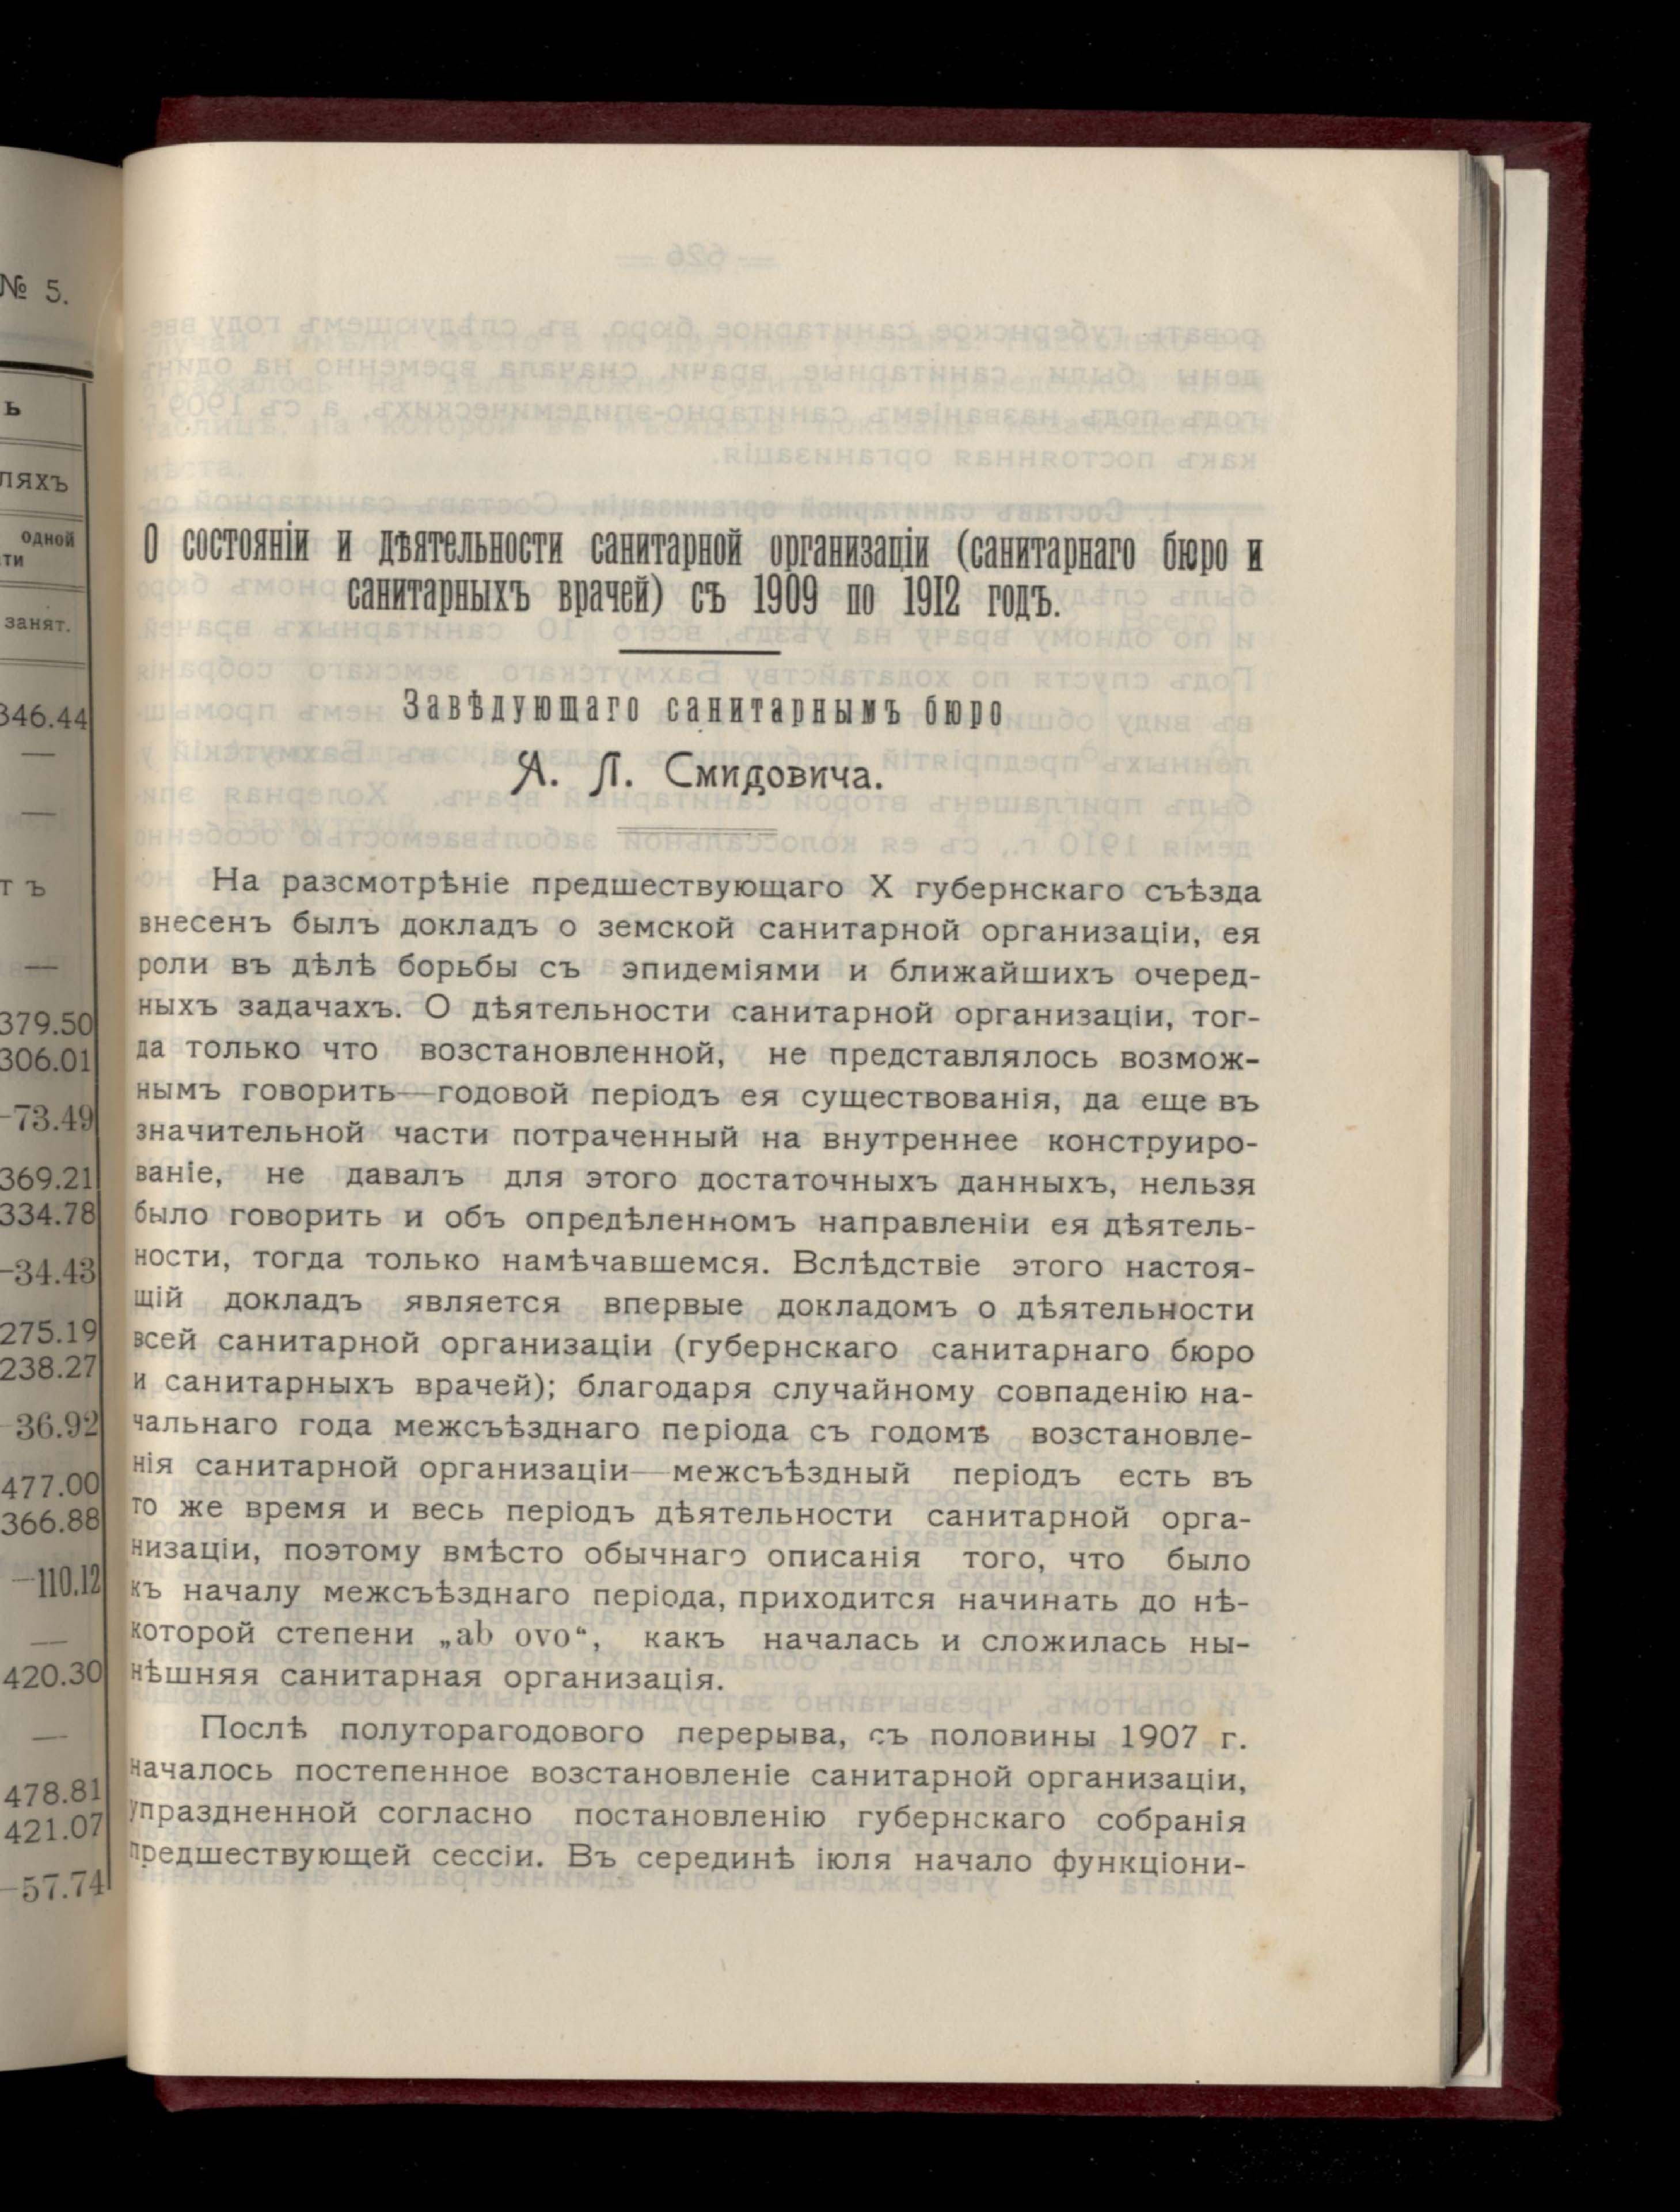 № 5.
ь
ляхъ
одной
ти
занят.
346.44
—
—
тъ
—
379.50
306.01
—73.49
369.21
334.78
—34.43
275.19
238.27
36.92
477.00
366.88
—110.12
—
420.30
—
478.81
421.07
—57.74
О состояніи и дѣятельности санитарной организаціи (санитарнаго бюро и
санитарныхъ врачей) съ 1909 по 1912 годъ.
Завѣдующаго санитарнымъ бюро
А. Л. Смидовича.
На разсмотрѣніе предшествующаго X губернскаго съѣзда
внесенъ былъ докладъ о земской санитарной организаціи, ея
роли въ дѣлѣ борьбы съ эпидеміями и ближайшихъ очеред-
ныхъ задачахъ. О дѣятельности санитарной организаціи, тог-
да только что возстановленной, не представлялось возмож-
нымъ говорить—годовой періодъ ея существованія, да еще въ
значительной части потраченный на внутреннее конструиро-
ваніе, не давалъ для этого достаточныхъ данныхъ, нельзя
было говорить и объ опредѣленномъ направленіи ея дѣятель-
ности, тогда только намѣчавшемся. Вслѣдствіе этого настоя-
щій докладъ является впервые докладомъ о дѣятельности
всей санитарной организаціи (губернскаго санитарнаго бюро
и санитарныхъ врачей); благодаря случайному совпаденію на-
чальнаго года межсъѣзднаго періода съ годомѣ возстановле-
нія санитарной организаціи—межсъѣздный періодъ есть въ
то же время и весь періодъ дѣятельности санитарной орга-
низаціи, поэтому вмѣсто обычнаго описанія того, что было
къ началу межсъѣзднаго періода, приходится начинать до нѣ-
которой степени „ab ovo“, какъ началась и сложилась ны-
нѣшняя санитарная организація.
Послѣ полуторагодового перерыва, съ половины 1907 г.
началось постепенное возстановленіе санитарной организаціи,
упраздненной согласно постановленію губернскаго собранія
предшествующей сессіи. Въ серединѣ іюля начало функціони-